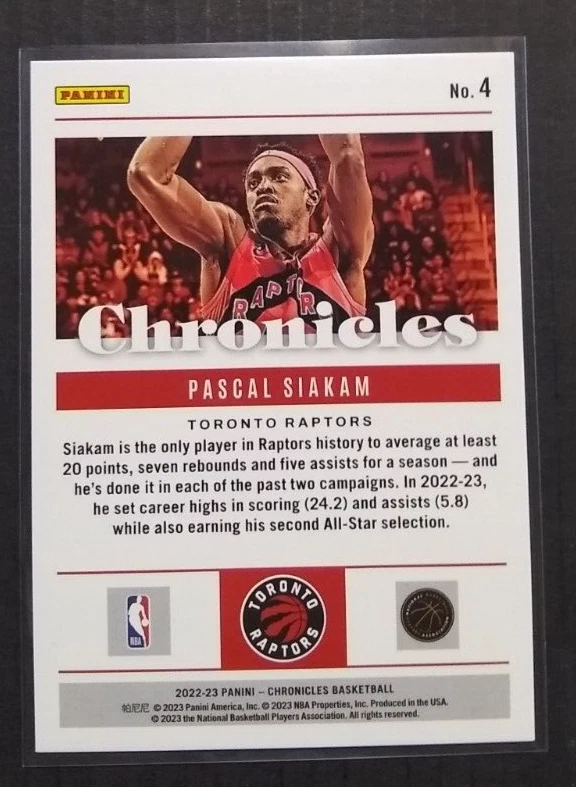 PANINI
No. 4
RAPTOR
Chronicles
PASCAL SIAKAM
TORONTO RAPTORS
Siakam is the only player in Raptors history to average at least
20 points, seven rebounds and five assists for a season — and
he's done it in each of the past two campaigns. In 2022-23,
he set career highs in scoring (24.2) and assists (5.8)
while also earning his second All-Star selection.
NBA
TORONTO
RAPTORS
2022-23 PANINI – CHRONICLES BASKETBALL
帕尼尼 © 2023 Panini America, Inc. © 2023 NBA Properties, Inc. Produced in the USA.
© 2023 the National Basketball Players Association. All rights reserved.